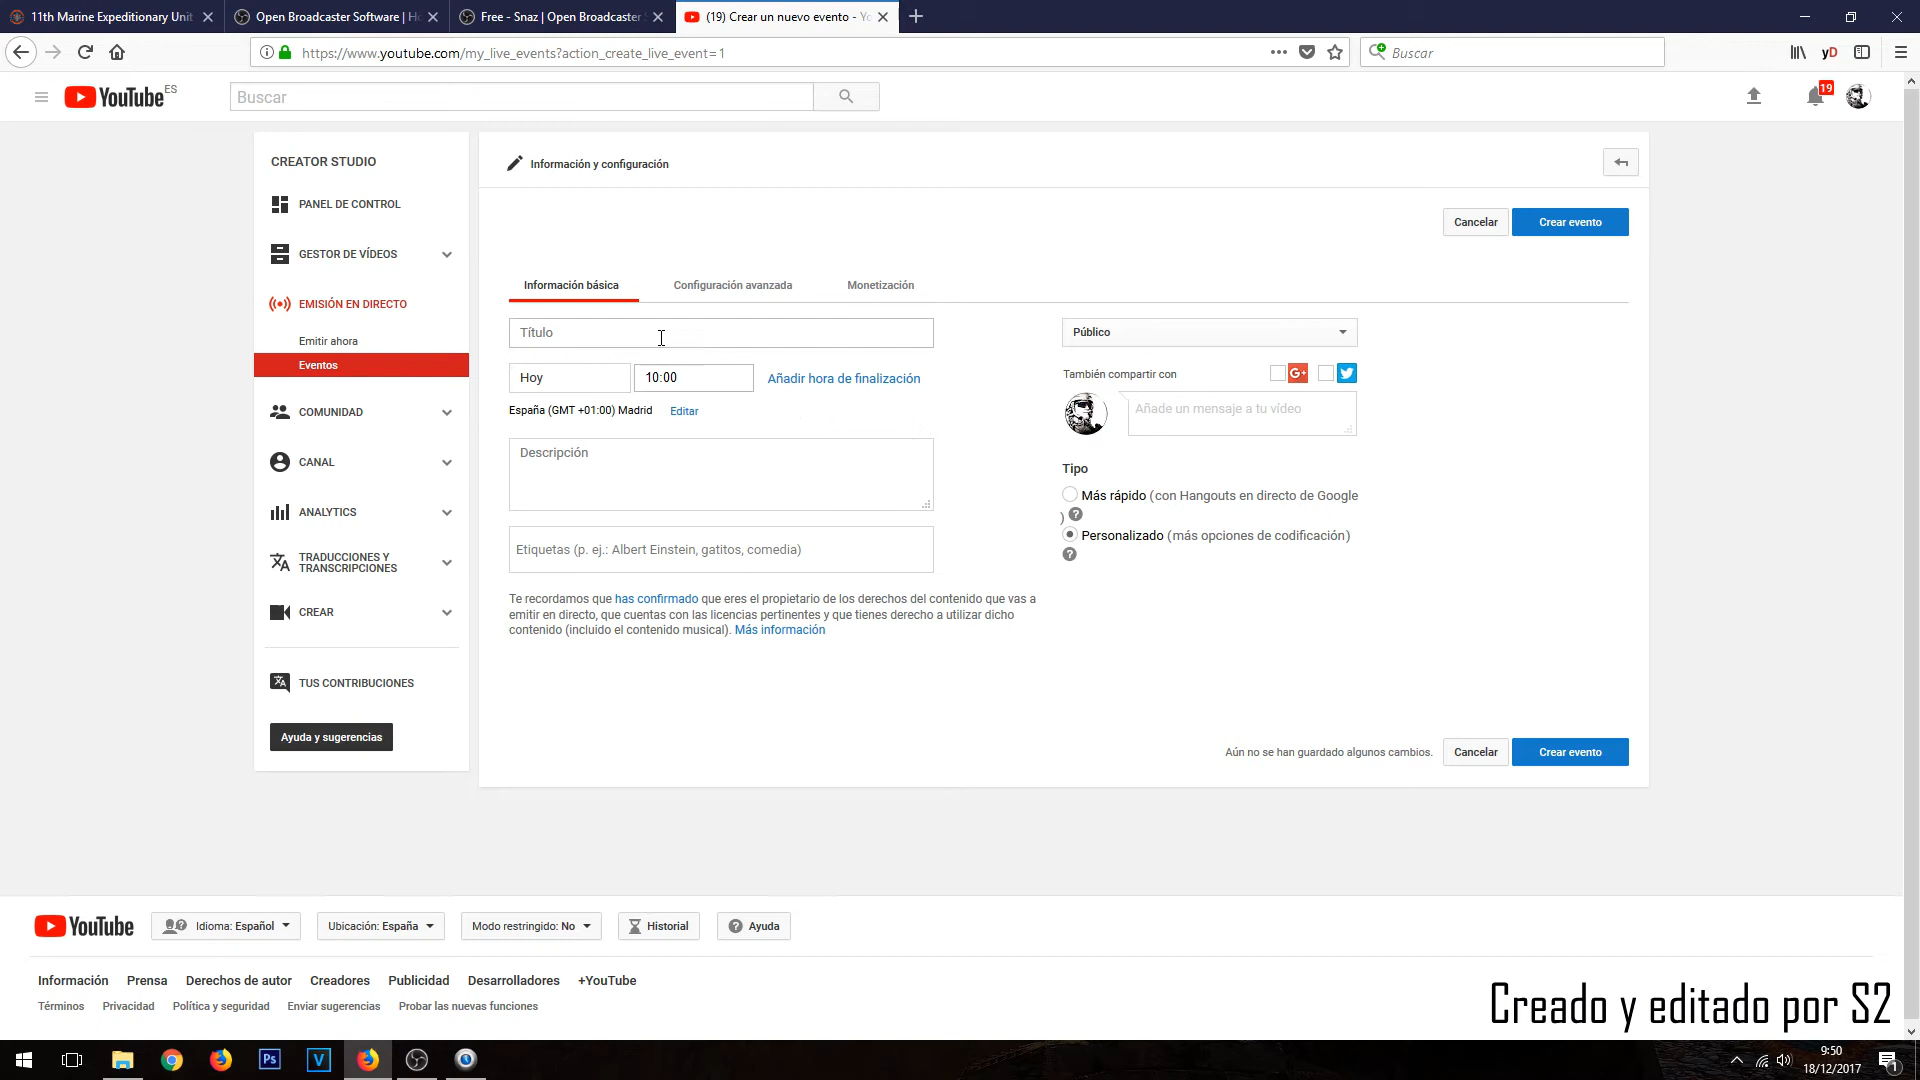 11th Marine Expeditionary Unit
Open Broadcaster Software | Ho
Free - Snaz | Open Broadcaster
(19) Crear un nuevo evento - Yo
https://www.youtube.com/my_live_events?action_create_live_event=1
Buscar
yD
YouTube ES
Buscar
19
CREATOR STUDIO
PANEL DE CONTROL
GESTOR DE VÍDEOS
EMISIÓN EN DIRECTO
Emitir ahora
Eventos
COMUNIDAD
CANAL
ANALYTICS
TRADUCCIONES Y
TRANSCRIPCIONES
CREAR
TUS CONTRIBUCIONES
Ayuda y sugerencias
Información y configuración
Cancelar
Crear evento
Información básica
Configuración avanzada
Monetización
Título
Hoy
10:00
Añadir hora de finalización
España (GMT +01:00) Madrid
Editar
Descripción
Etiquetas (p. ej.: Albert Einstein, gatitos, comedia)
Te recordamos que has confirmado que eres el propietario de los derechos del contenido que vas a
emitir en directo, que cuentas con las licencias pertinentes y que tienes derecho a utilizar dicho
contenido (incluido el contenido musical). Más información
Público
También compartir con
G+
Añade un mensaje a tu vídeo
Tipo
Más rápido (con Hangouts en directo de Google
) ?
Personalizado (más opciones de codificación)
?
Aún no se han guardado algunos cambios.
Cancelar
Crear evento
YouTube
Idioma: Español
Ubicación: España
Modo restringido: No
Historial
Ayuda
Información
Prensa
Derechos de autor
Creadores
Publicidad
Desarrolladores
+YouTube
Términos
Privacidad
Política y seguridad
Enviar sugerencias
Probar las nuevas funciones
Creado y editado por S2
Ps
V
9:50
18/12/2017
1